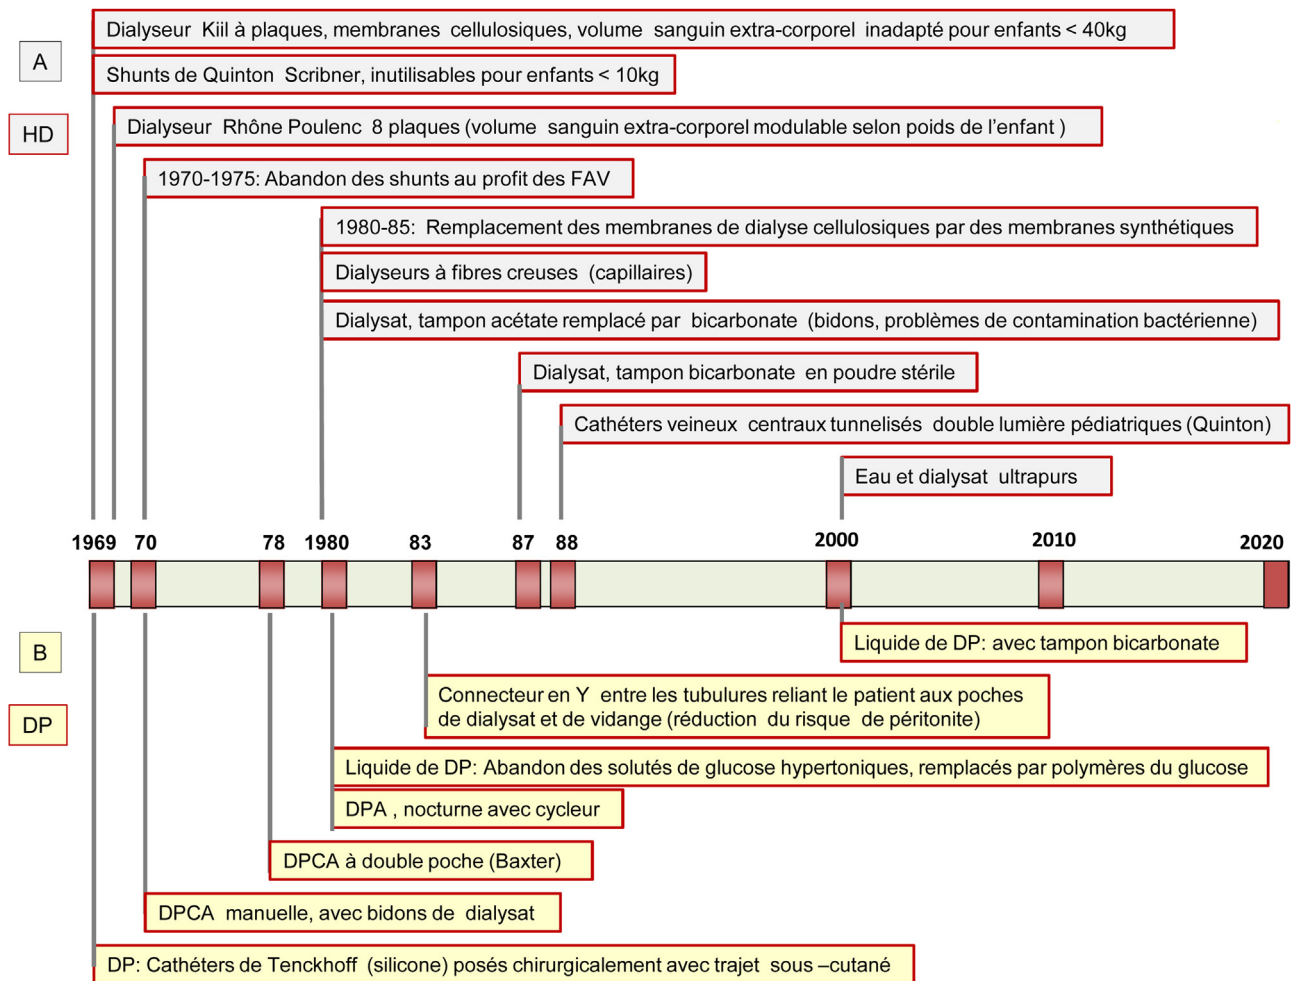 Dialyseur Kiil à plaques, membranes cellulosiques, volume sanguin extra-corporel inadapté pour enfants < 40kg
A
Shunts de Quinton Scribner, inutilisables pour enfants < 10kg
HD
Dialyseur Rhône Poulenc 8 plaques (volume sanguin extra-corporel modulable selon poids de l'enfant )
1970-1975: Abandon des shunts au profit des FAV
1980-85: Remplacement des membranes de dialyse cellulosiques par des membranes synthétiques
Dialyseurs à fibres creuses (capillaires)
Dialysat, tampon acétate remplacé par bicarbonate (bidons, problèmes de contamination bactérienne)
Dialysat, tampon bicarbonate en poudre stérile
Cathéters veineux centraux tunnelisés double lumière pédiatriques (Quinton)
Eau et dialysat ultrapurs
1969 70 78 1980 83 87 88 2000 2010 2020
B
Liquide de DP: avec tampon bicarbonate
DP
Connecteur en Y entre les tubulures reliant le patient aux poches
de dialysat et de vidange (réduction du risque de péritonite)
Liquide de DP: Abandon des solutés de glucose hypertoniques, remplacés par polymères du glucose
DPA , nocturne avec cycleur
DPCA à double poche (Baxter)
DPCA manuelle, avec bidons de dialysat
DP: Cathéters de Tenckhoff (silicone) posés chirurgicalement avec trajet sous –cutané